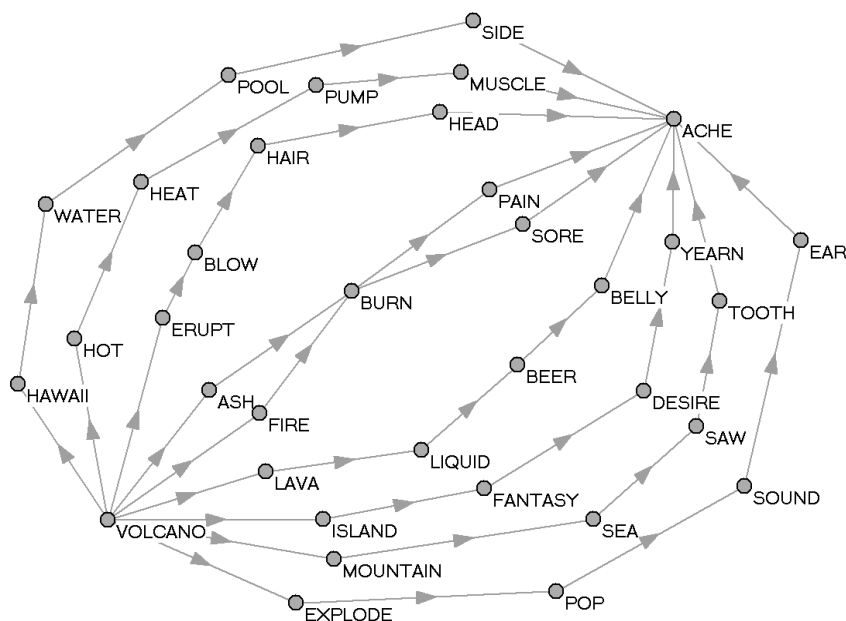 SIDE
POOL
MUSCLE
PUMP
HEAD
ACHE
HAIR
HEAT
PAIN
WATER
SORE
YEARN
EAR
BLOW
BELLY
BURN
TOOTH
ERUPT
HOT
BEER
HAWAII
ASH
DESIRE
FIRE
SAW
LIQUID
LAVA
FANTASY
SOUND
VOLCANO
ISLAND
SEA
MOUNTAIN
POP
EXPLODE